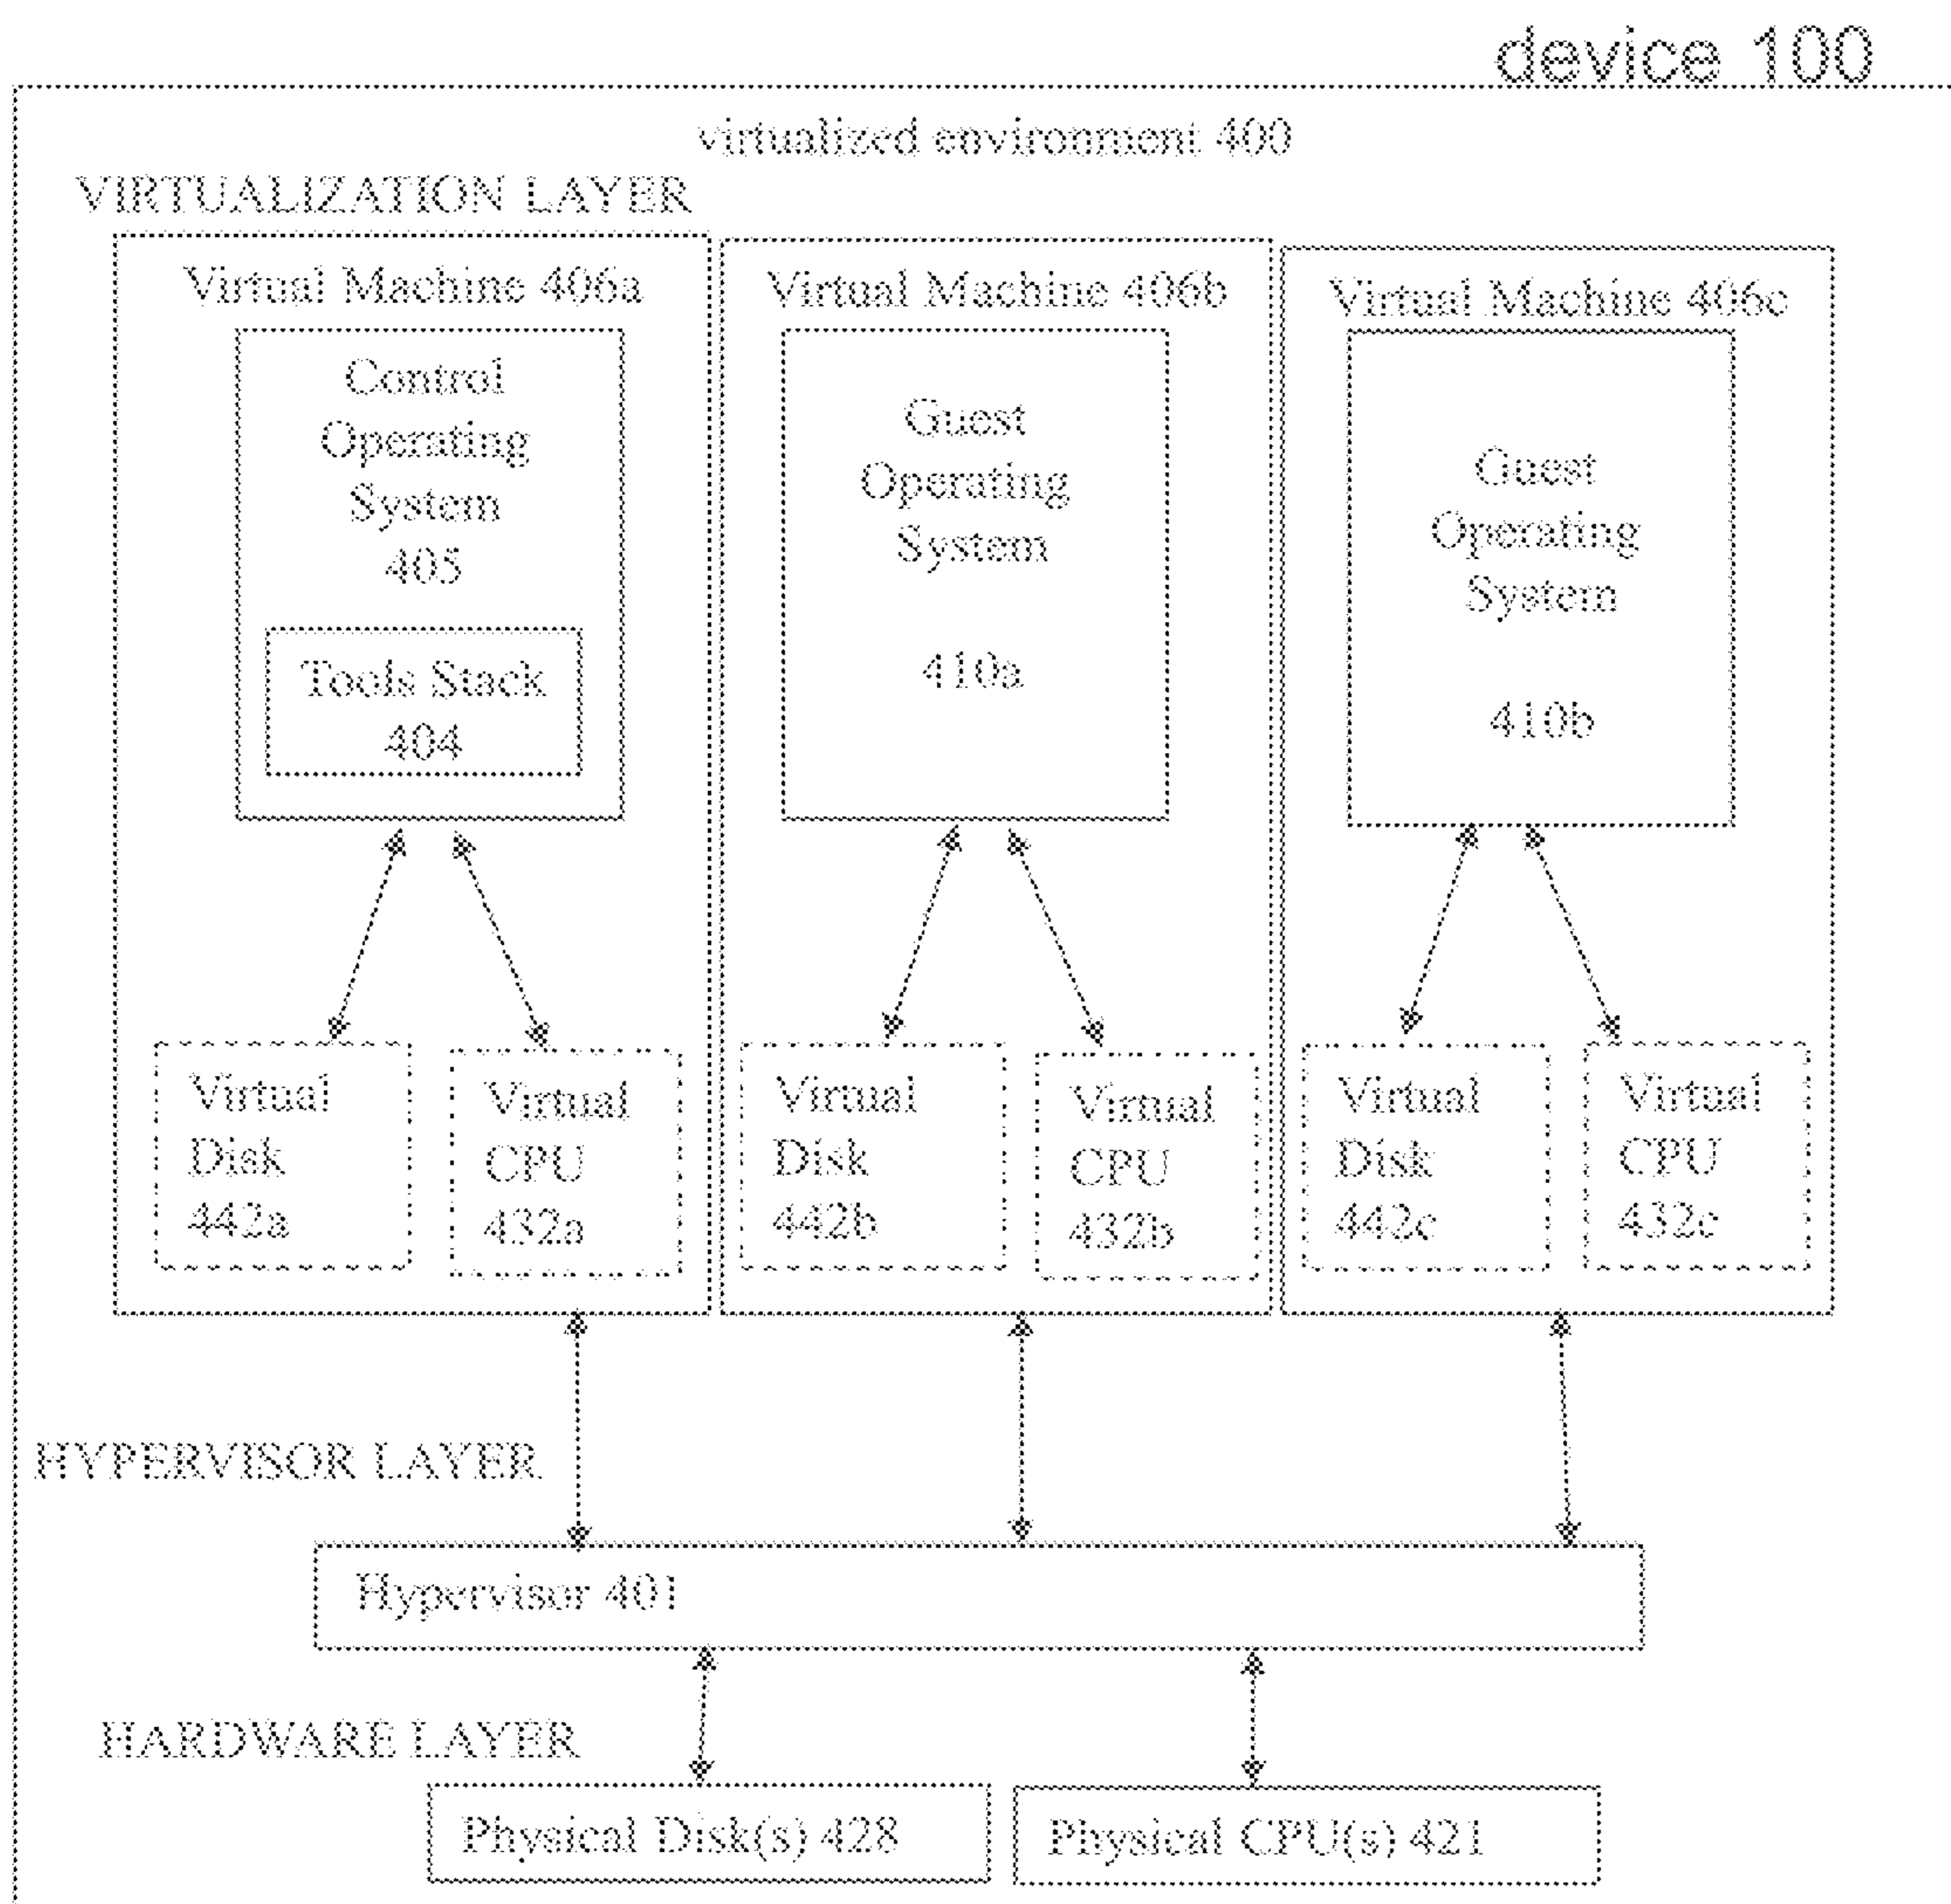 device 100
virtualized environment 400
VIRTUALIZATION LAYER
Virtual Machine 406a
Control
Operating
System
405
Tools Stack
404
Virtual
Disk
442a
Virtual
CPU
432a
Virtual Machine 406b
Guest
Operating
System
410a
Virtual
Disk
442b
Virtual
CPU
432b
Virtual Machine 406c
Guest
Operating
System
410b
Virtual
Disk
442c
Virtual
CPU
432c
HYPERVISOR LAYER
Hypervisor 401
HARDWARE LAYER
Physical Disk(s) 428
Physical CPU(s) 421